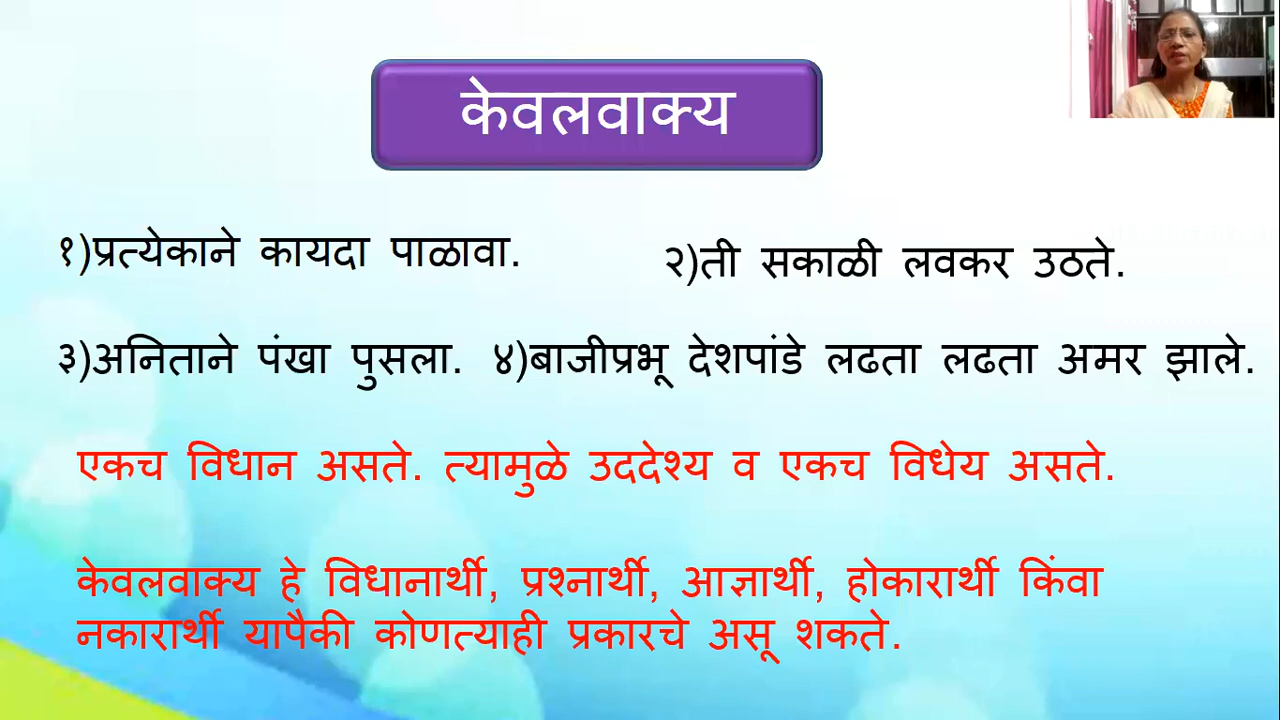 केवलवाक्य
१)प्रत्येकाने कायदा पाळावा.
२)ती सकाळी लवकर उठते.
३)अनिताने पंखा पुसला. ४)बाजीप्रभू देशपांडे लढता लढता अमर झाले.
एकच विधान असते. त्यामुळे उददेश्य व एकच विधेय असते.
केवलवाक्य हे विधानार्थी, प्रश्नार्थी, आज्ञार्थी, होकारार्थी किंवा
नकारार्थी यापैकी कोणत्याही प्रकारचे असू शकते.